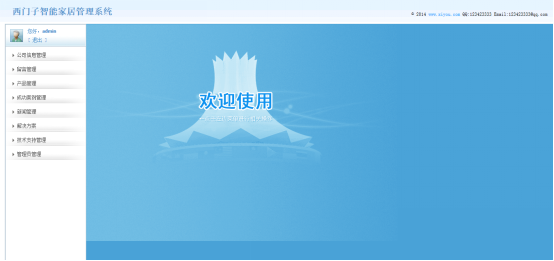 西门子智能家居管理系统
© 2014 www.aryou.com QQ:123423333 Email:123423333@qq.com
您好：admin
[ 退出 ]
公司信息管理
留言管理
产品管理
成功案例管理
新闻管理
解决方案
技术支持管理
管理员管理
欢迎使用